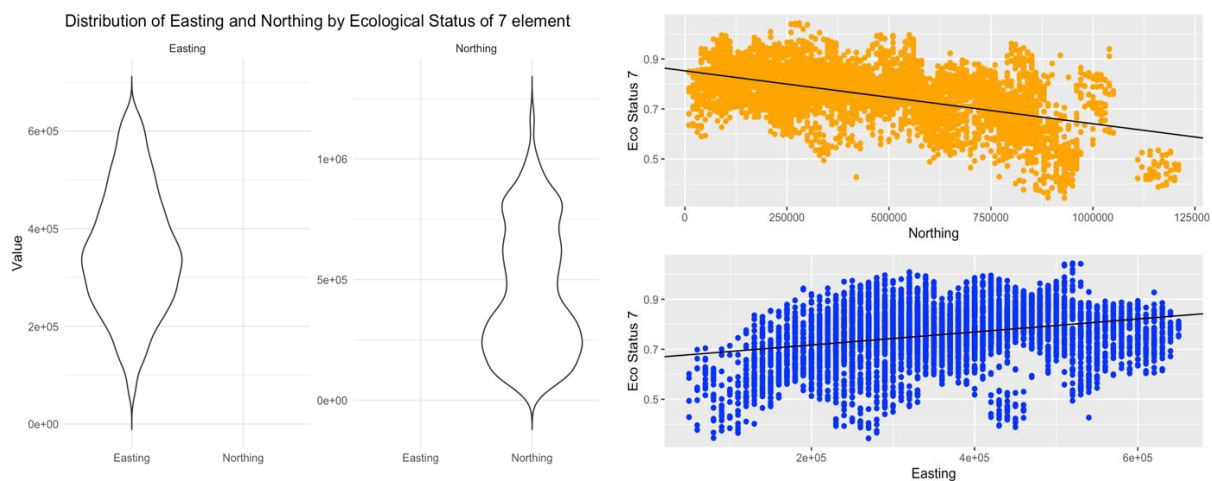 Distribution of Easting and Northing by Ecological Status of 7 element
Easting
Northing
Value
6e+05
4e+05
2e+05
0e+00
Easting
Northing
1e+06
5e+05
0e+00
Easting
Northing
Eco Status 7
0.9
0.7
0.5
0
250000
500000
750000
1000000
125000
Northing
Eco Status 7
0.9
0.7
0.5
2e+05
4e+05
6e+05
Easting